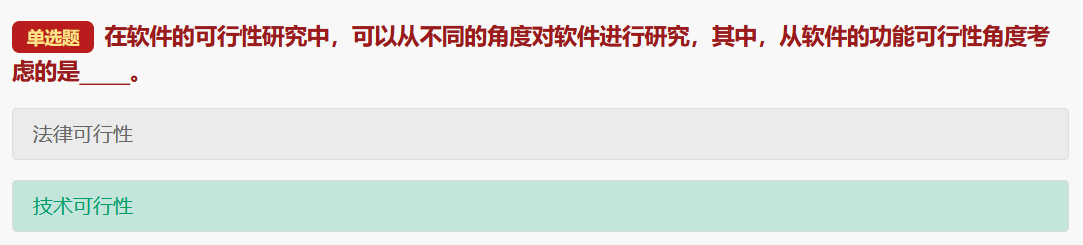 单选题 在软件的可行性研究中，可以从不同的角度对软件进行研究，其中，从软件的功能可行性角度考
虑的是_____。
法律可行性
技术可行性